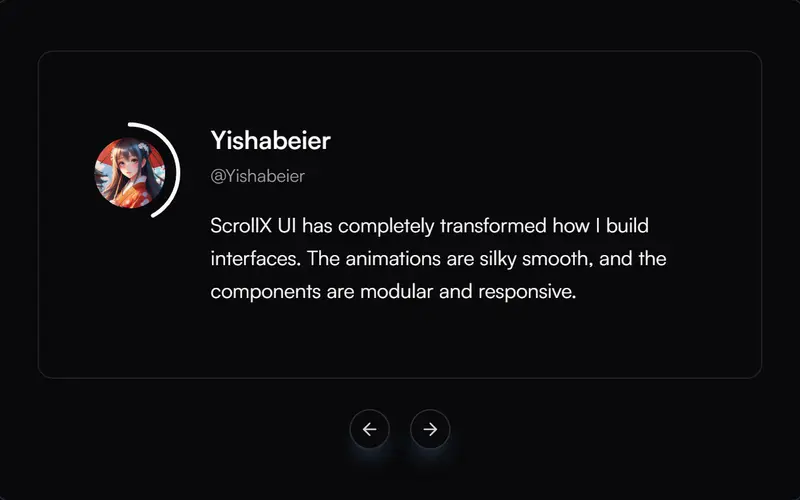 Yishabeier
@Yishabeier
ScrollX UI has completely transformed how I build
interfaces. The animations are silky smooth, and the
components are modular and responsive.